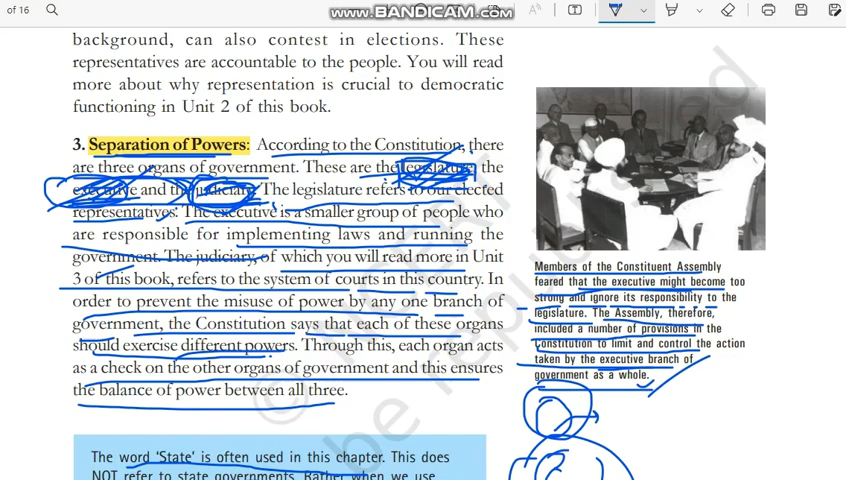 of 16
www.BANDICAM.com
background, can also contest in elections. These
representatives are accountable to the people. You will read
more about why representation is crucial to democratic
functioning in Unit 2 of this book.
3. Separation of Powers: According to the Constitution, there
are three organs of government. These are the legislature, the
executive and the judiciary. The legislature refers to our elected
representatives. The executive is a smaller group of people who
are responsible for implementing laws and running the
government. The judiciary, of which you will read more in Unit
3 of this book, refers to the system of courts in this country. In
order to prevent the misuse of power by any one branch of
government, the Constitution says that each of these organs
should exercise different powers. Through this, each organ acts
as a check on the other organs of government and this ensures
the balance of power between all three.
Members of the Constituent Assembly
feared that the executive might become too
strong and ignore its responsibility to the
legislature. The Assembly, therefore,
included a number of provisions in the
Constitution to limit and control the action
taken by the executive branch of
government as a whole.
The word 'State' is often used in this chapter. This does
NOT refer to state governments. Rather when we use